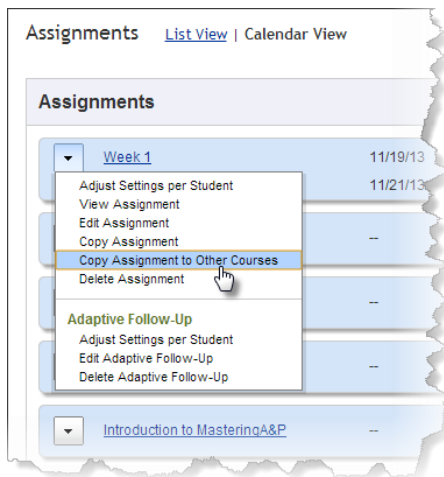 Assignments List View | Calendar View
Assignments
Week 1 11/19/13
11/21/13
Adjust Settings per Student
View Assignment
Edit Assignment
Copy Assignment --
Copy Assignment to Other Courses
Delete Assignment
--
Adaptive Follow-Up
Adjust Settings per Student
Edit Adaptive Follow-Up --
Delete Adaptive Follow-Up
Introduction to MasteringA&P --